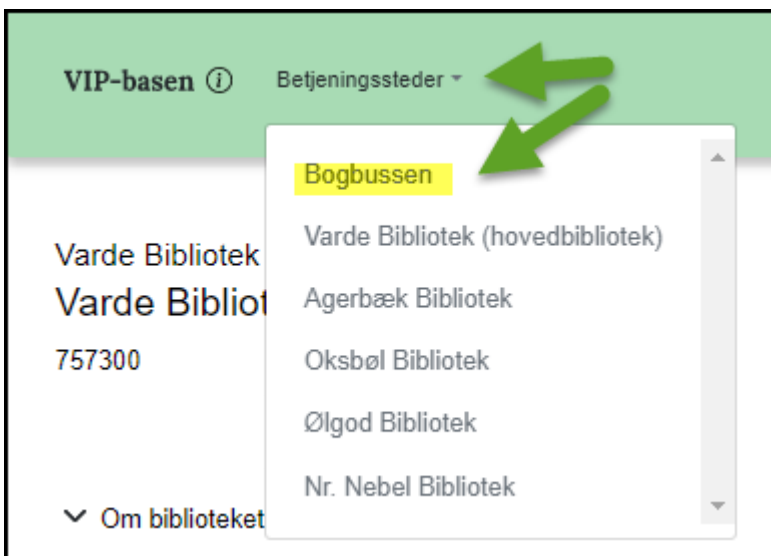 VIP-basen ⓘ Betjeningssteder
Bogbussen
Varde Bibliotek (hovedbibliotek)
Agerbæk Bibliotek
Oksbøl Bibliotek
Ølgod Bibliotek
Nr. Nebel Bibliotek
Varde Bibliotek
Varde Bibliot
757300
Om biblioteket